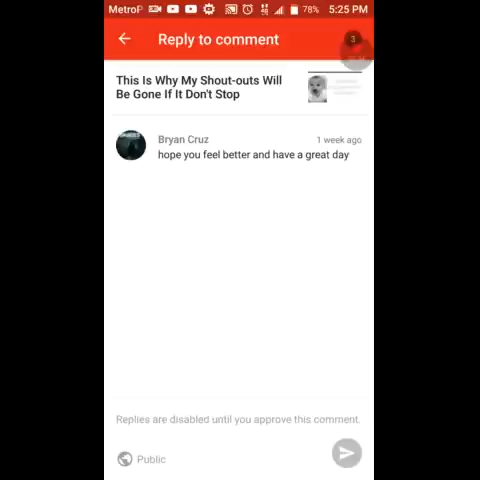 MetroP 78% 5:25 PM
Reply to comment
3
This Is Why My Shout-outs Will
Be Gone If It Don't Stop
Bryan Cruz 1 week ago
hope you feel better and have a great day
Replies are disabled until you approve this comment.
Public